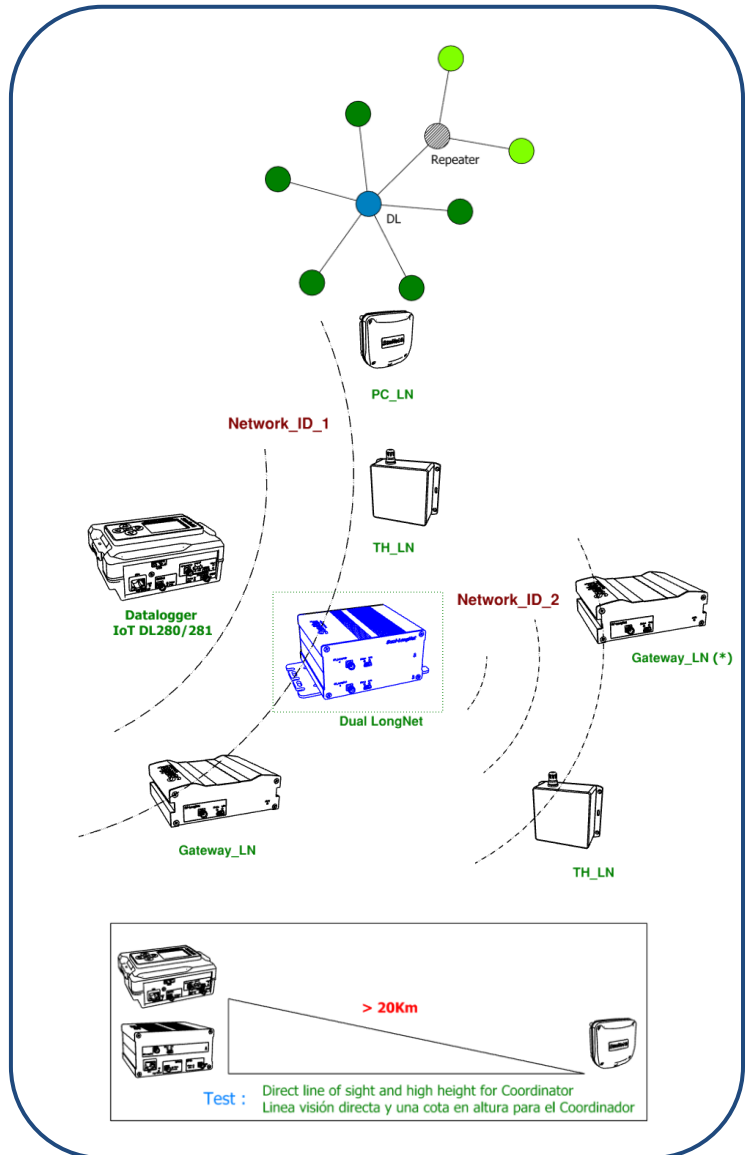 Repeater
DL
PC_LN
Network_ID_1
TH_LN
Datalogger
IoT DL280/281
Network_ID_2
Gateway_LN (*)
Dual LongNet
Gateway_LN
TH_LN
> 20Km
Test : Direct line of sight and high height for Coordinator
Linea visión directa y una cota en altura para el Coordinador